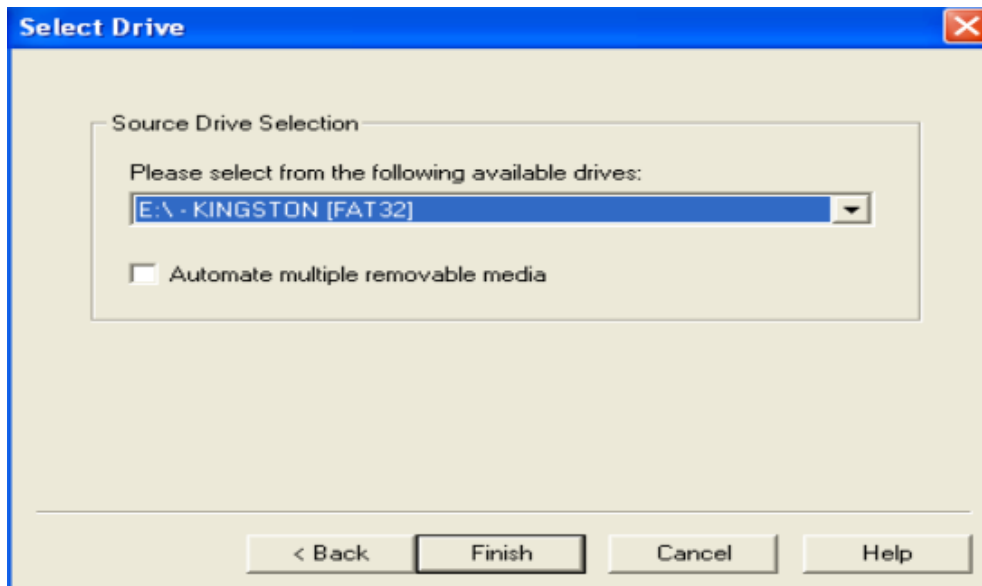 Select Drive
Source Drive Selection
Please select from the following available drives:
E:\ - KINGSTON [FAT32]
Automate multiple removable media
< Back Finish Cancel Help